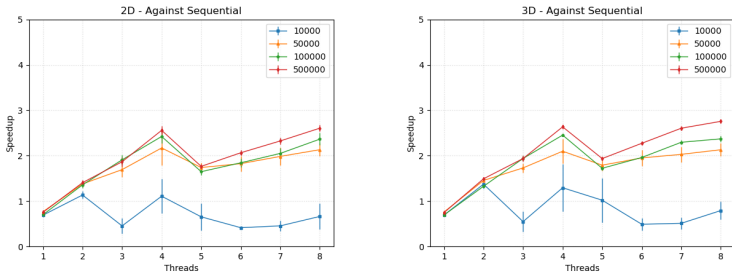 2D - Against Sequential
5
4
3
2
1
0
Speedup
10000
50000
100000
500000
1 2 3 4 5 6 7 8
Threads
3D - Against Sequential
5
4
3
2
1
0
Speedup
10000
50000
100000
500000
1 2 3 4 5 6 7 8
Threads